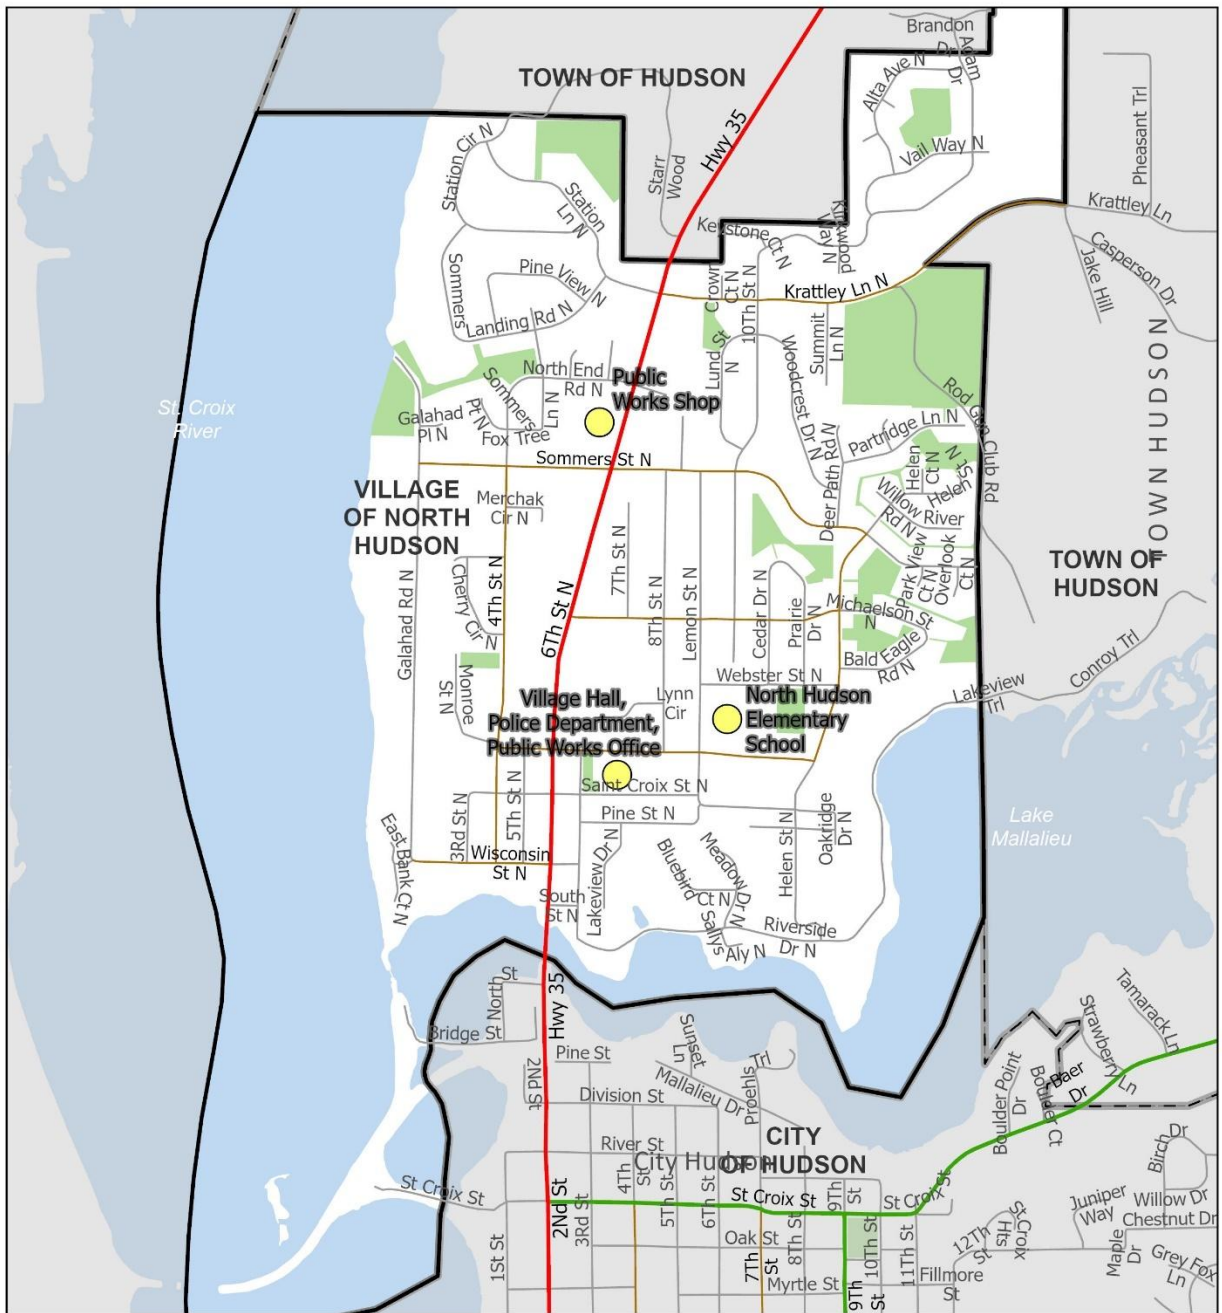 Brandon
Dr
Adam
Dr
TOWN OF HUDSON
Alta Ave N
Hwy 35
Pheasant Trl
Station Cir N
Vail Way N
Starr
Wood
Station
Ln N
Krattley Ln
Keystone
Ct N
Kirkwood
Way N
Casperson Dr
Jake Hill
Sommers
Pine View N
Crown
Ct N
10Th St N
Krattley Ln N
Landing Rd N
Lund St
N
Summit
Ln N
Woodcrest Dr N
TOWN HUDSON
North End
Rd N
Public
Works Shop
Rod Gun Club Rd
St. Croix
River
Galahad
Pl N
Sommers
Pt N
Fox Tree
Ln N
Partridge Ln N
Deer Path Rd N
Helen
Ct N
Helen
St N
Sommers St N
VILLAGE
OF NORTH
HUDSON
Merchak
Cir N
Willow River
Rd N
7Th St N
TOWN OF
HUDSON
Park View
Ct N
Overlook
Ct N
Galahad Rd N
Cherry Cir N
4Th St N
6Th St N
8Th St N
Lemon St N
Cedar Dr N
Prairie
Dr N
Michaelson St
N
Bald Eagle
Rd N
Conroy Trl
Lakeview
Trl
Monroe
St N
Webster St N
Lynn
Cir
Village Hall,
Police Department,
Public Works Office
North Hudson
Elementary
School
Saint Croix St N
Pine St N
3Rd St N
5Th St N
Lake
Mallalieu
East Bank Ct N
Wisconsin
St N
Lakeview Dr N
Bluebird
Ct N
Meadow Dr N
Helen St N
Oakridge
Dr N
South
St N
Sallys
Aly N
Riverside
Dr N
North St
Hwy 35
Bridge St
Tamarack Ln
Strawberry Ln
Sunset
Ln
Pine St
2Nd St
Mallalieu Dr
Proehls Trl
Boulder Point
Dr
Boulder Ct
Baer
Dr
Division St
CITY
OF HUDSON
City Hudson
River St
4Th
St
5Th St
6Th St
Birch Dr
St Croix St
2Nd St
3Rd St
St Croix St
9Th
St
St Croix St
Juniper
Way
Willow Dr
Chestnut Dr
1St St
Oak St
7Th
St
8Th St
10Th St
11Th St
12Th
St
St Croix
Hts
Maple
Dr
Grey Fox
Ln
Myrtle St
9Th
St
Fillmore
St